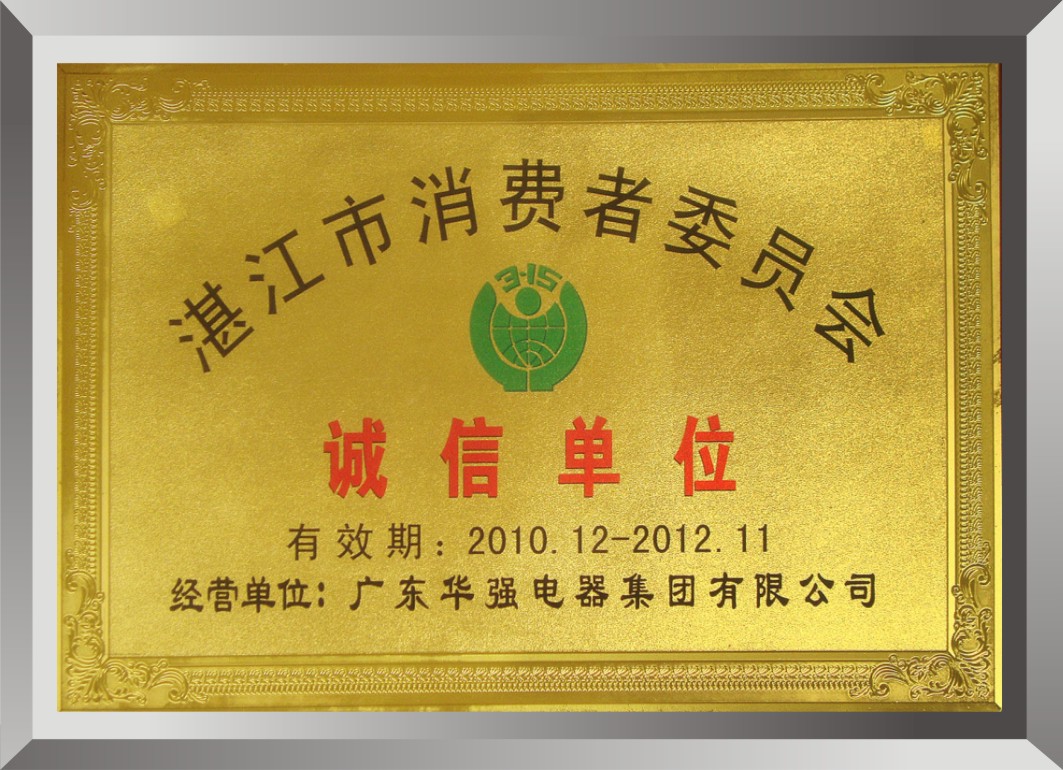 湛江市消费者委员会
3·15
诚信单位
有效期：2010.12-2012.11
经营单位：广东华强电器集团有限公司